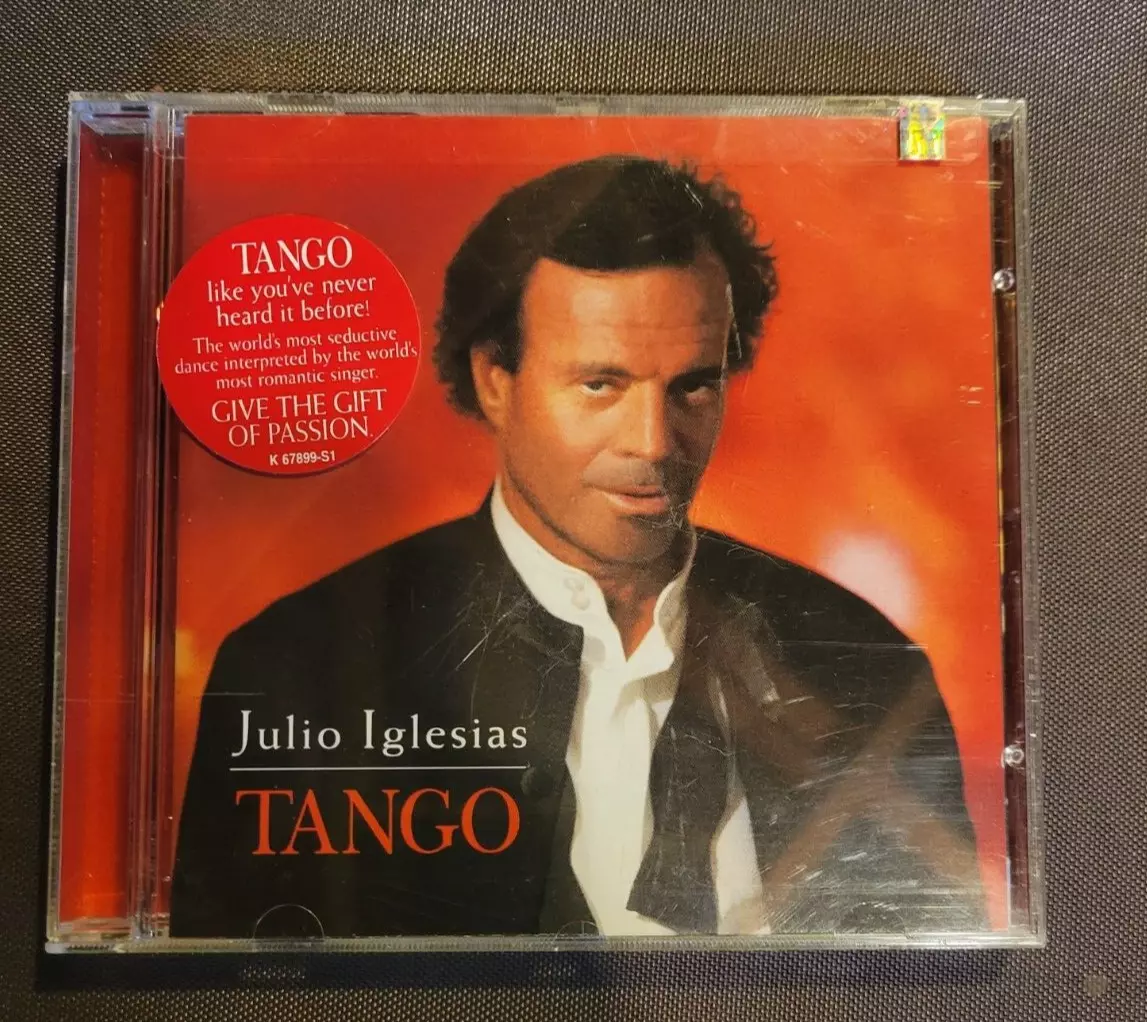 TANGO
like you've never
heard it before!
The world's most seductive
dance interpreted by the world's
most romantic singer.
GIVE THE GIFT
OF PASSION.
K 67899-S1
Julio Iglesias
TANGO